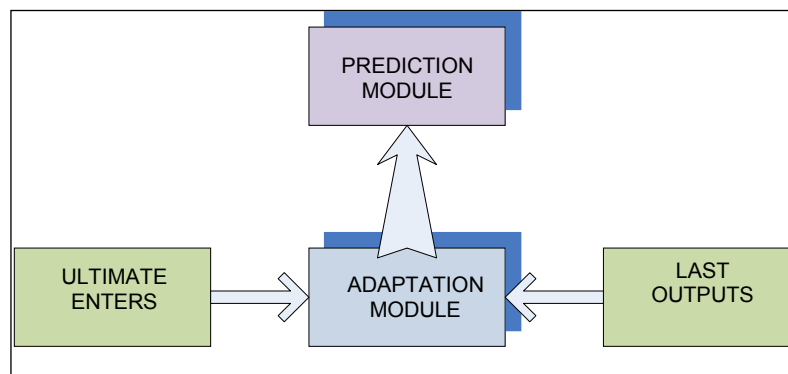 PREDICTION
MODULE
ULTIMATE
ENTERS
ADAPTATION
MODULE
LAST
OUTPUTS